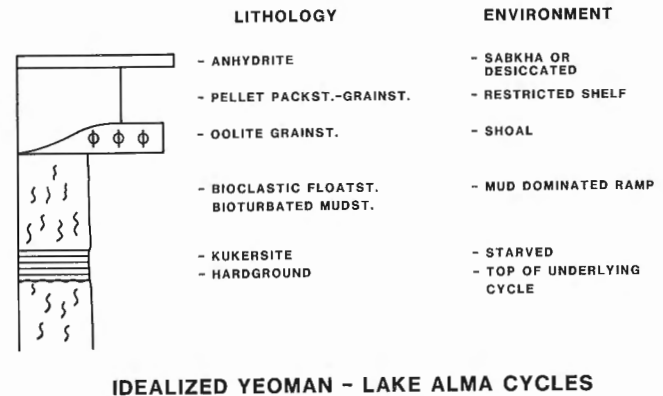 LITHOLOGY ENVIRONMENT
- ANHYDRITE - SABKHA OR
DESICCATED
- PELLET PACKST.-GRAINST. - RESTRICTED SHELF
- OOLITE GRAINST. - SHOAL
- BIOCLASTIC FLOATST. - MUD DOMINATED RAMP
BIOTURBATED MUDST.
- KUKERSITE - STARVED
- HARDGROUND - TOP OF UNDERLYING
CYCLE
IDEALIZED YEOMAN - LAKE ALMA CYCLES